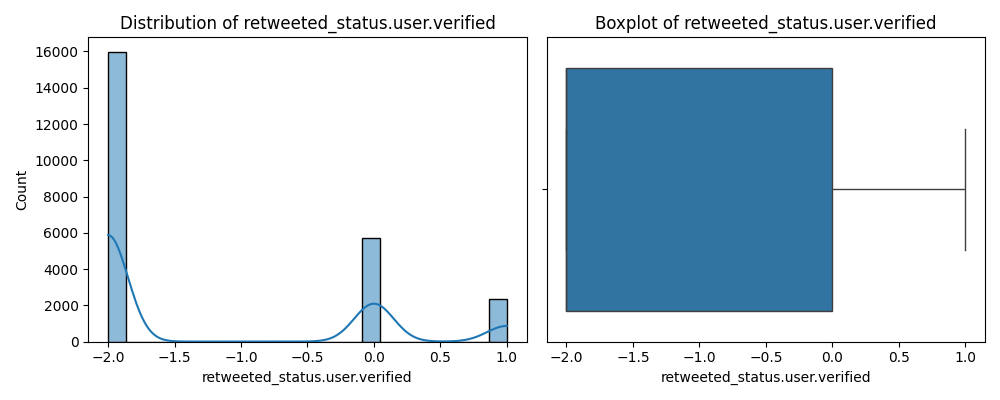 Distribution of retweeted_status.user.verified
Count
16000
14000
12000
10000
8000
6000
4000
2000
0
−2.0 −1.5 −1.0 −0.5 0.0 0.5 1.0
retweeted_status.user.verified
Boxplot of retweeted_status.user.verified
−2.0 −1.5 −1.0 −0.5 0.0 0.5 1.0
retweeted_status.user.verified